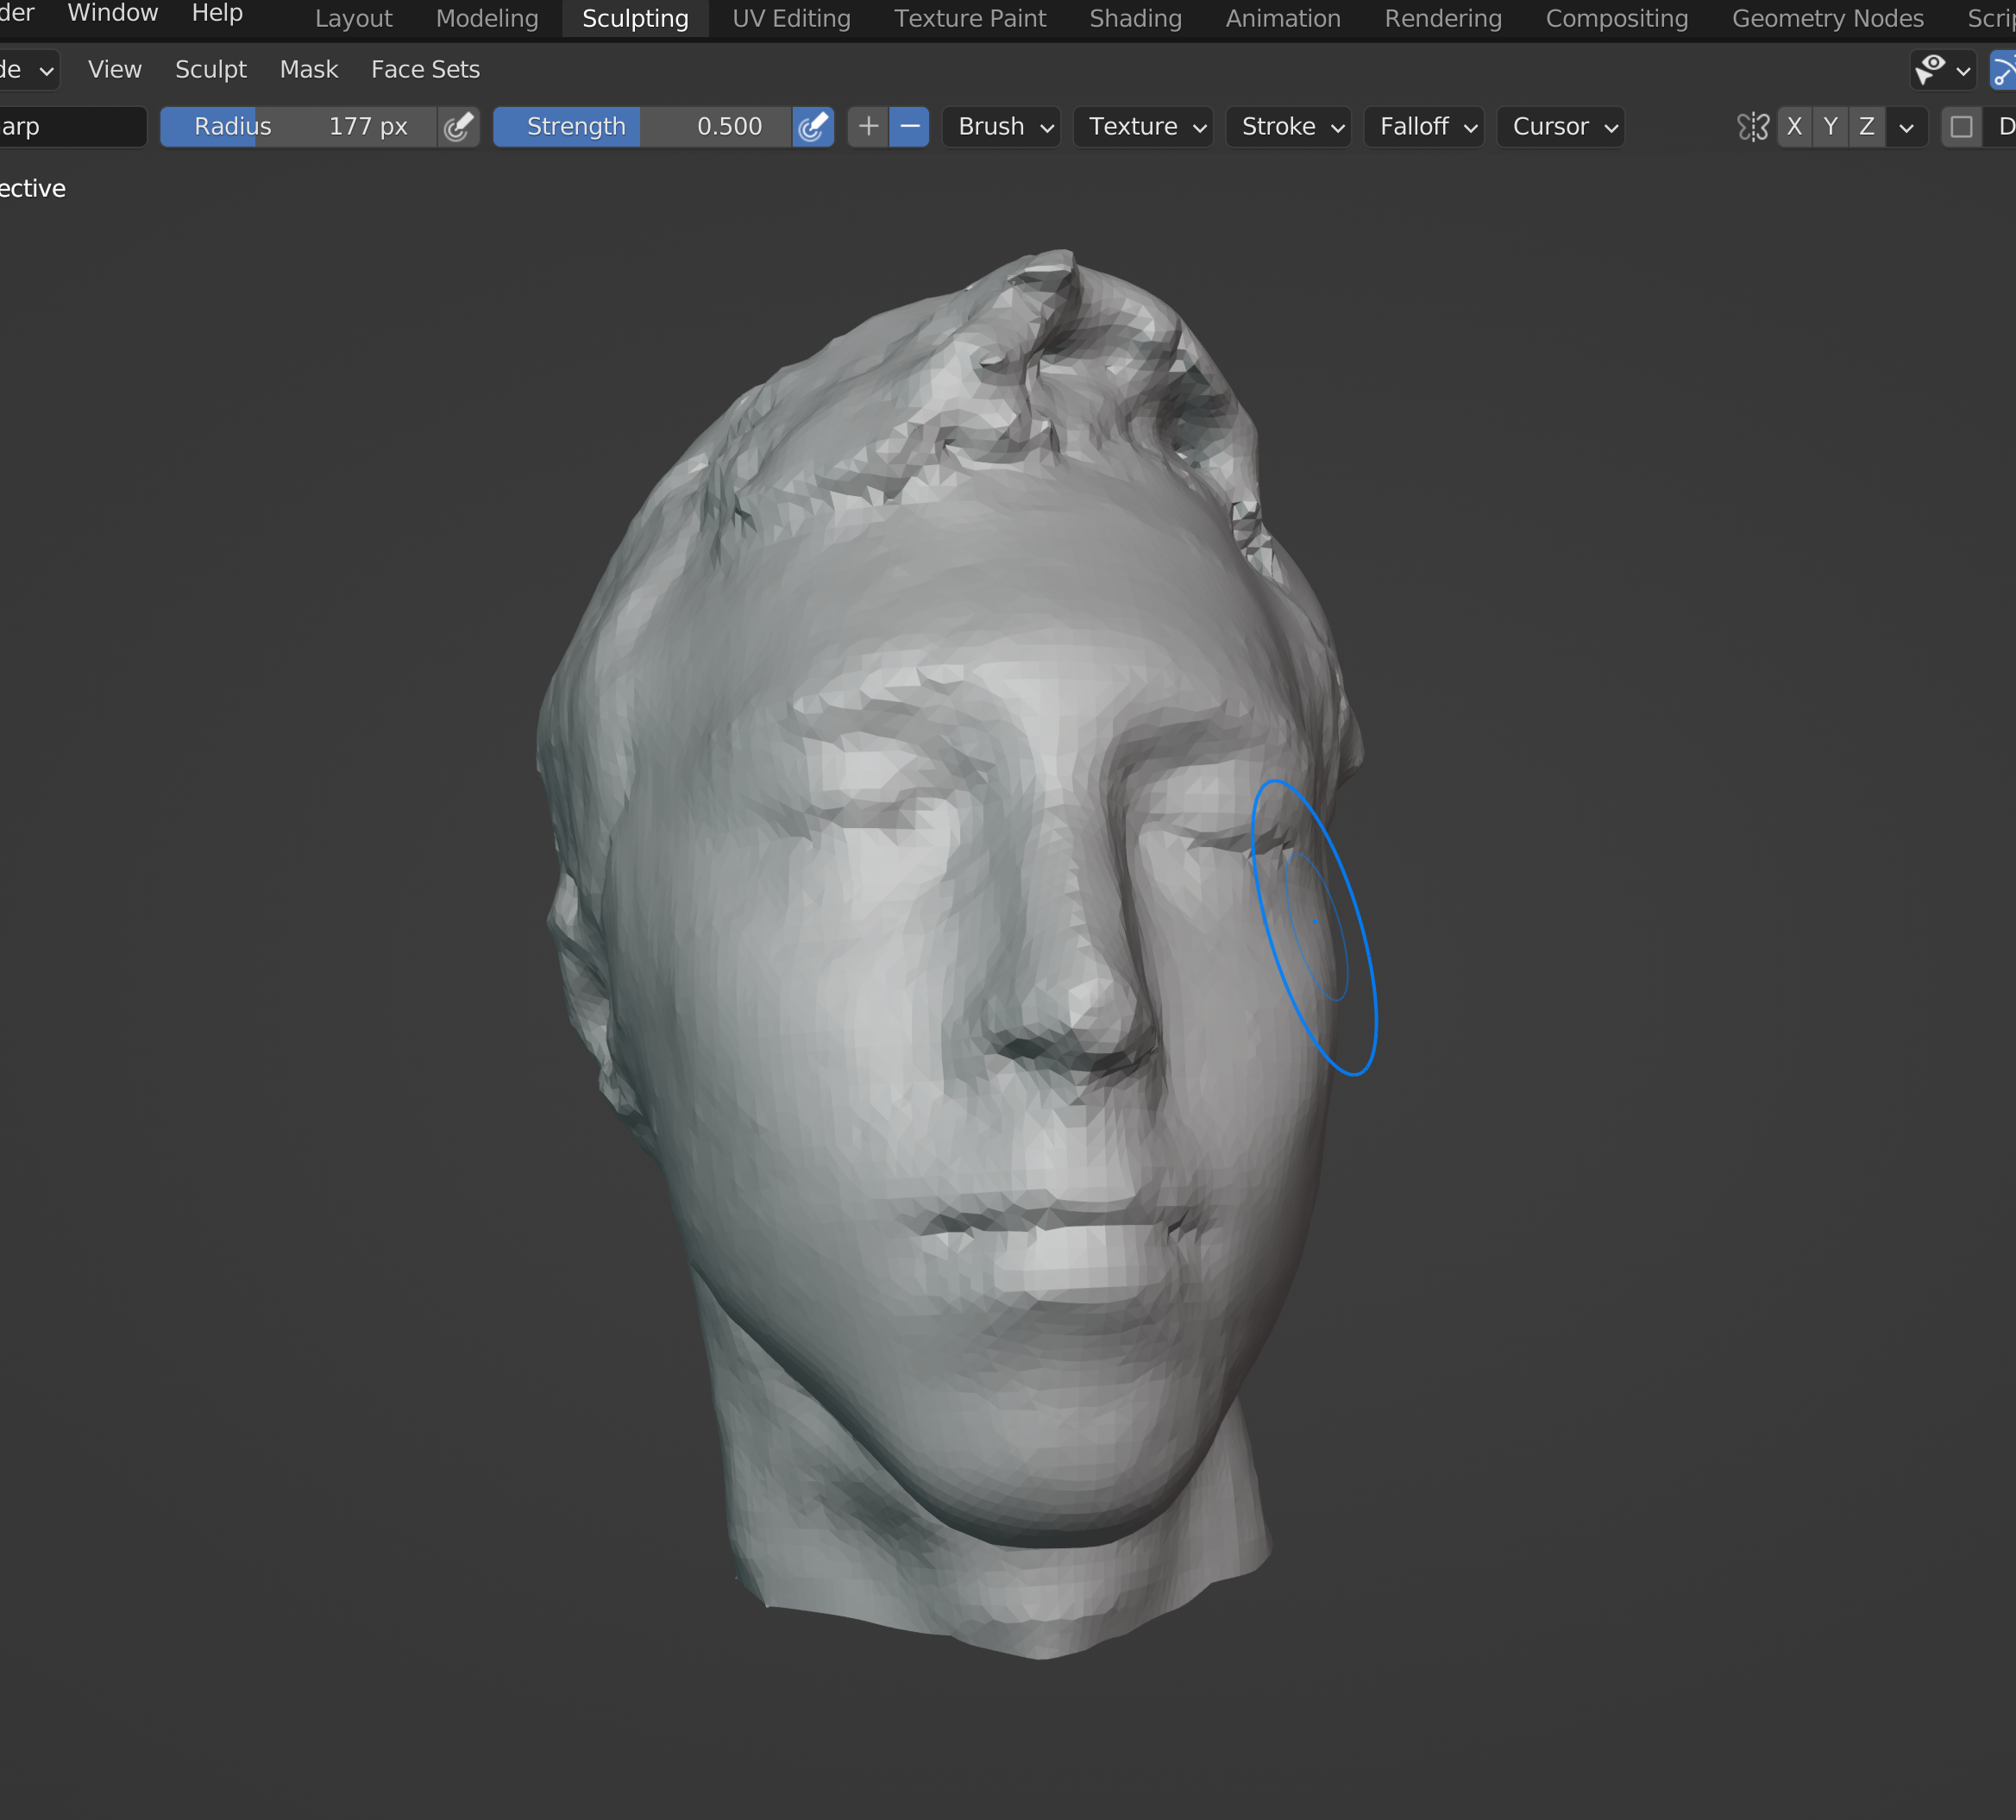 der Window Help Layout Modeling Sculpting UV Editing Texture Paint Shading Animation Rendering Compositing Geometry Nodes Scrip
de View Sculpt Mask Face Sets
arp Radius 177 px Strength 0.500 + − Brush Texture Stroke Falloff Cursor X Y Z D
ective